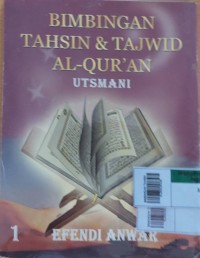 BIMBINGAN
TAHSIN & TAJWID
AL-QUR'AN
UTSMANI
1
EFENDI ANWAR